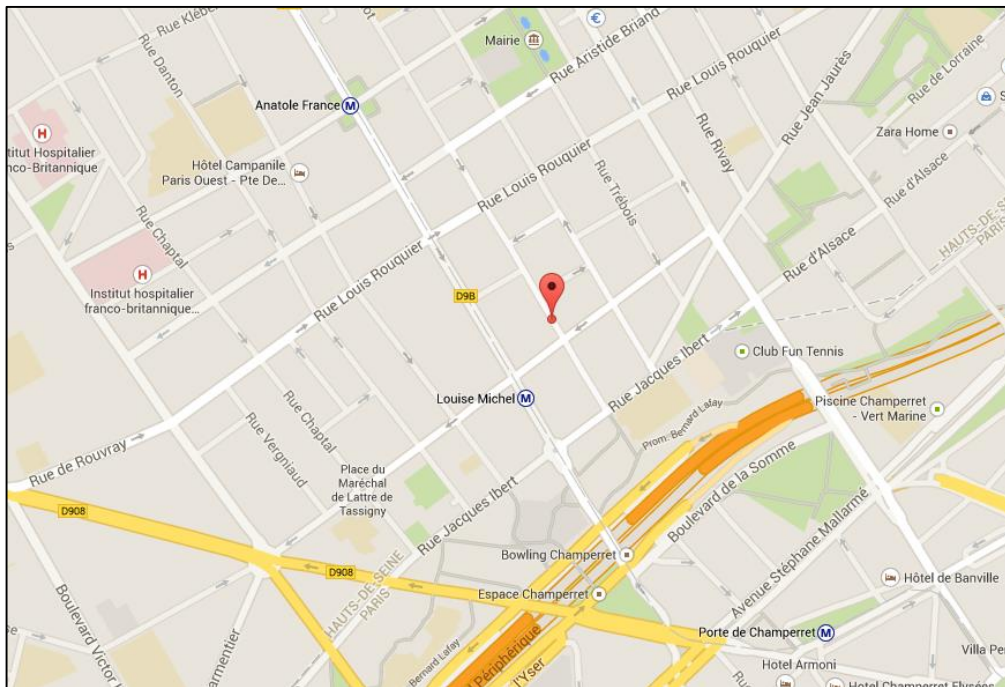 Rue Kléber
Mairie
€
Rue Aristide Briand
Rue Louis Rouquier
Rue Danton
Anatole France
M
H
Institut Hospitalier
nco-Britannique
Hôtel Campanile
Paris Ouest - Pte De...
Rue Louis Rouquier
Rue Rivay
Rue Jean Jaurès
Rue de Lorraine
Zara Home
Rue Trébois
Rue d'Alsace
HAUTS-DE-SEINE
PARIS
Rue Chaptal
H
Institut hospitalier
franco-britannique...
Rue Louis Rouquier
D9B
Rue d'Alsace
Louise Michel
M
Rue Jacques Ibert
Club Fun Tennis
Prom. Bernard Lafay
Piscine Champerret
- Vert Marine
Rue de Rouvray
Rue Vergniaud
Rue Chaptal
Place du
Maréchal
de Lattre de
Tassigny
Rue Jacques Ibert
Boulevard de la Somme
Avenue Stéphane Mallarmé
D908
D908
Bowling Champerret
Espace Champerret
HAUTS-DE-SEINE
PARIS
Hôtel de Banville
Boulevard Victor
armentier
Bernard Lafay
Périphérique
l'Yser
Porte de Champerret
M
Villa Per
Hotel Armoni
Hotel Champerret Elysées